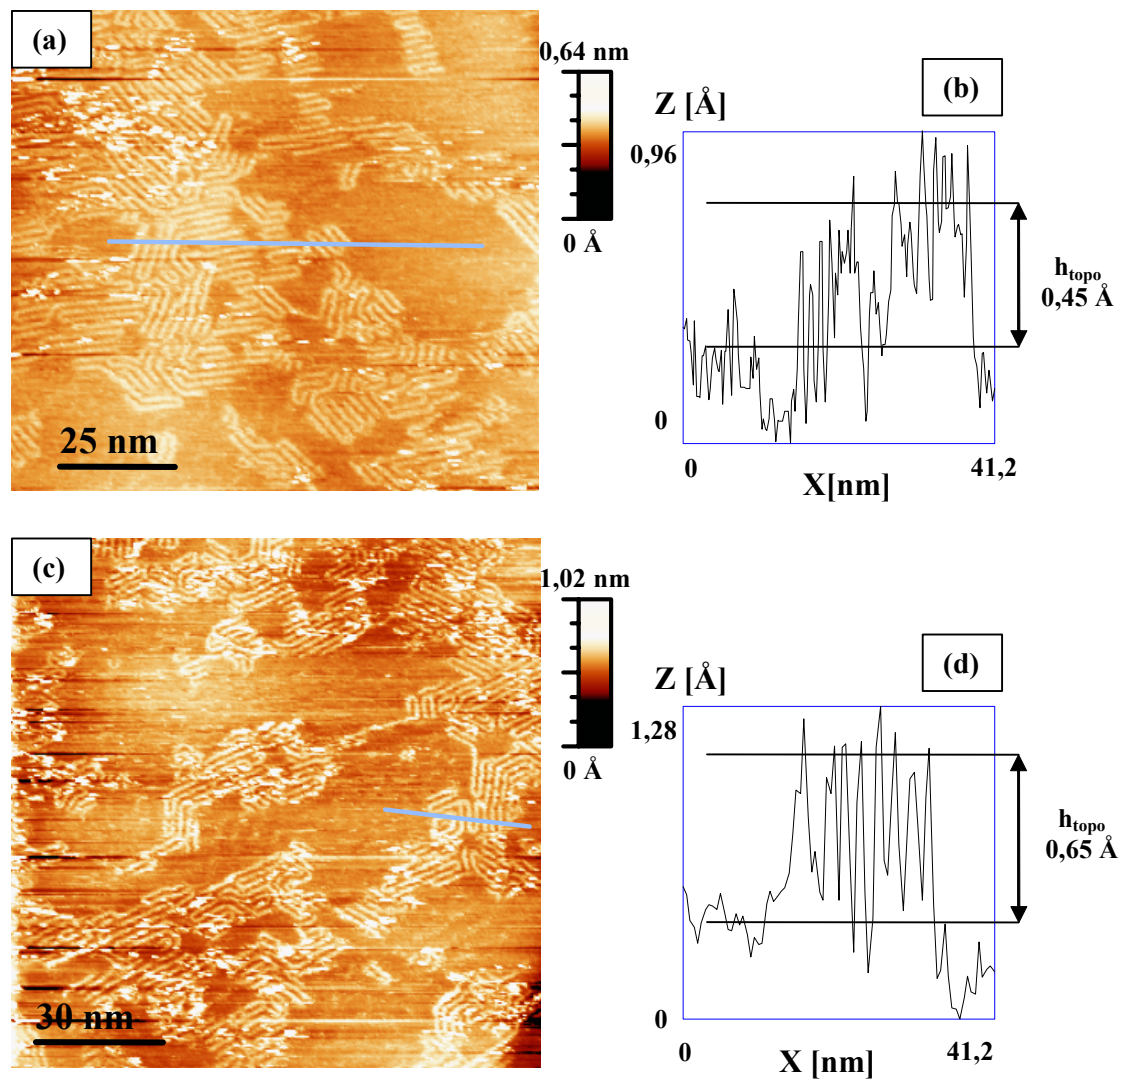 (a)
0,64 nm
0 Å
25 nm
(b)
Z [Å]
0,96
0
h_topo
0,45 Å
0
41,2
X[nm]
(c)
1,02 nm
0 Å
30 nm
(d)
Z [Å]
1,28
0
h_topo
0,65 Å
0
41,2
X [nm]